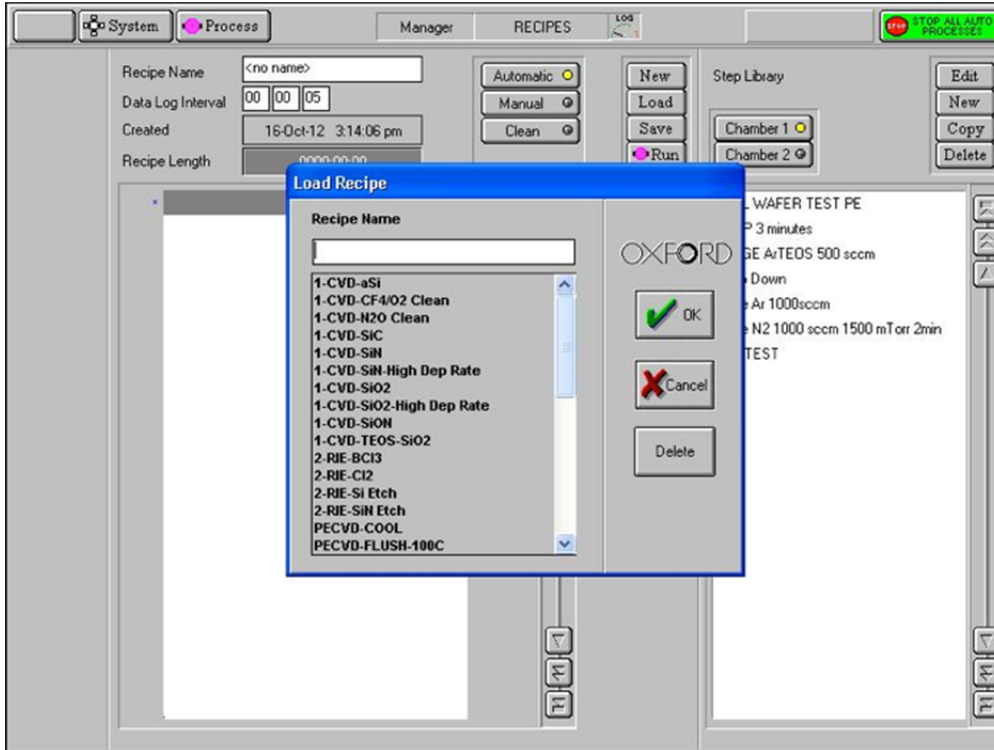 System
Process
Manager
RECIPES
LOG
STOP
STOP ALL AUTO
PROCESSES
Recipe Name
<no name>
Data Log Interval
00 00 05
Created
16-Oct-12 3:14:06 pm
Recipe Length
0000:00:00
Automatic
Manual
Clean
New
Load
Save
Run
Step Library
Chamber 1
Chamber 2
Edit
New
Copy
Delete
Load Recipe
Recipe Name
1-CVD-aSi
1-CVD-CF4/O2 Clean
1-CVD-N2O Clean
1-CVD-SiC
1-CVD-SiN
1-CVD-SiN-High Dep Rate
1-CVD-SiO2
1-CVD-SiO2-High Dep Rate
1-CVD-SiON
1-CVD-TEOS-SiO2
2-RIE-BCl3
2-RIE-Cl2
2-RIE-Si Etch
2-RIE-SiN Etch
PECVD-COOL
PECVD-FLUSH-100C
OXFORD
OK
Cancel
Delete
WAFER TEST PE
P 3 minutes
GE ArTEOS 500 sccm
Down
Ar 1000sccm
N2 1000 sccm 1500 mTorr 2min
TEST